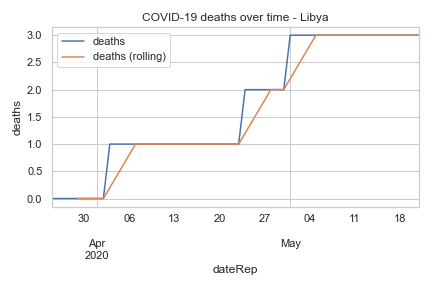 COVID-19 deaths over time - Libya
deaths
deaths (rolling)
3.0
2.5
2.0
1.5
1.0
0.5
0.0
deaths
30 06 13 20 27 04 11 18
Apr May
2020
dateRep